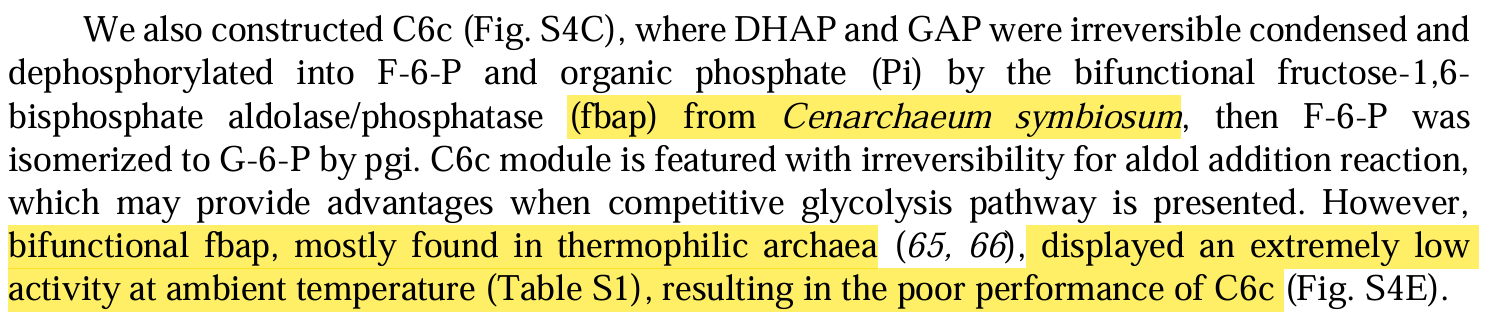 We also constructed C6c (Fig. S4C), where DHAP and GAP were irreversible condensed and
dephosphorylated into F-6-P and organic phosphate (Pi) by the bifunctional fructose-1,6-
bisphosphate aldolase/phosphatase (fbap) from Cenarchaeum symbiosum, then F-6-P was
isomerized to G-6-P by pgi. C6c module is featured with irreversibility for aldol addition reaction,
which may provide advantages when competitive glycolysis pathway is presented. However,
bifunctional fbap, mostly found in thermophilic archaea (65, 66), displayed an extremely low
activity at ambient temperature (Table S1), resulting in the poor performance of C6c (Fig. S4E).